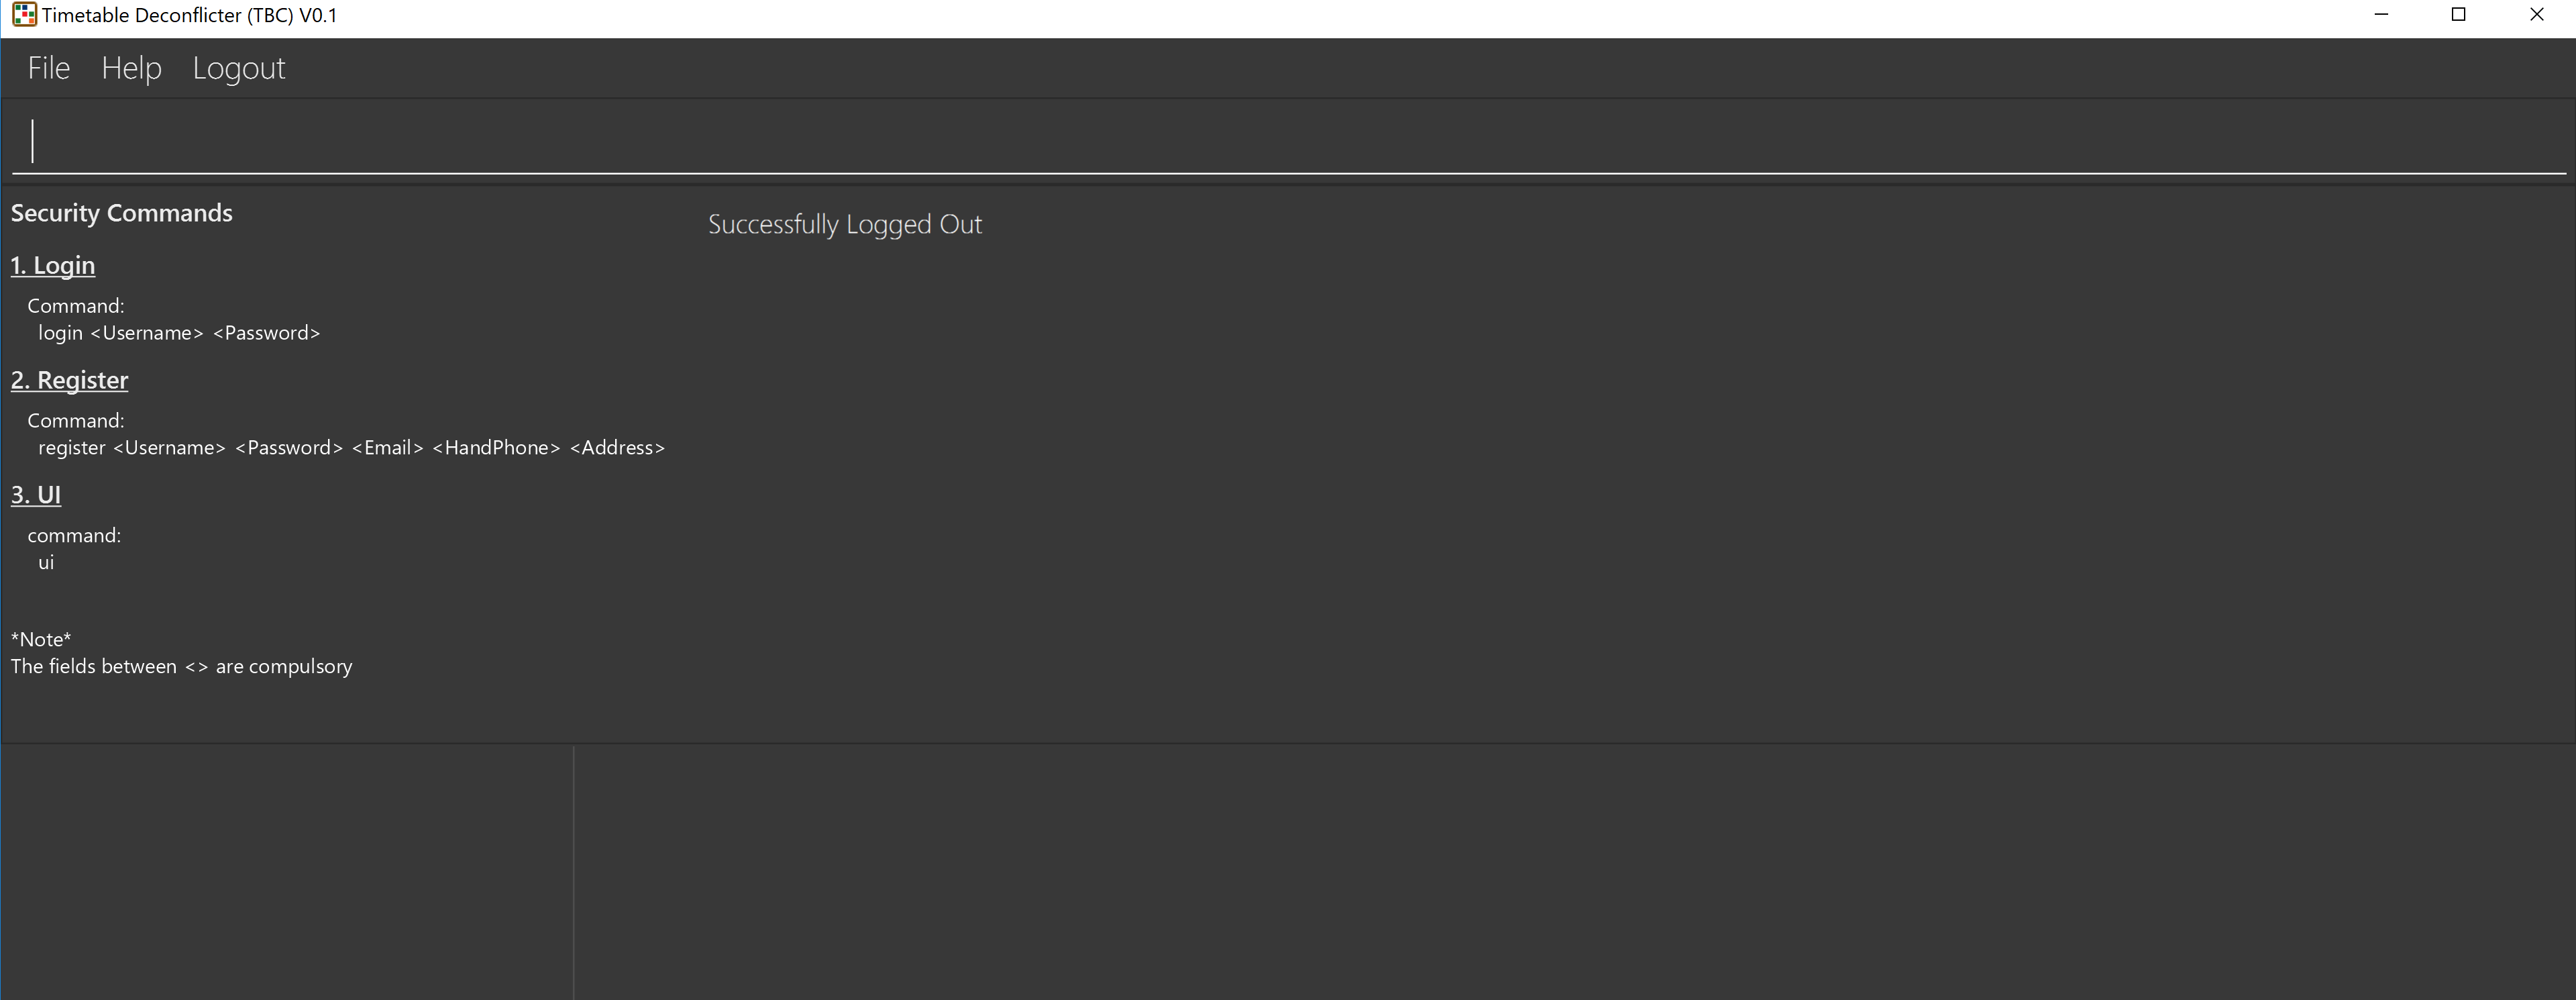 Timetable Deconflicter (TBC) V0.1
File Help Logout
Security Commands
Successfully Logged Out
1. Login
Command:
login <Username> <Password>
2. Register
Command:
register <Username> <Password> <Email> <HandPhone> <Address>
3. UI
command:
ui
*Note*
The fields between <> are compulsory